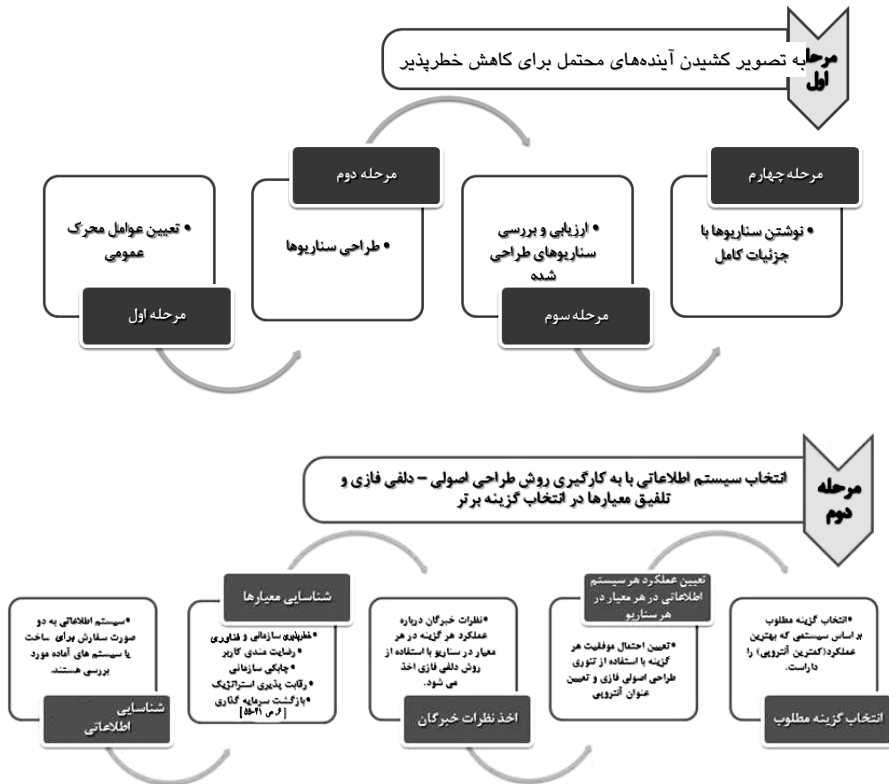 مرحله
اول
به تصویر کشیدن آینده‌های محتمل برای کاهش خطرپذیر
• تعیین عوامل محرک
عمومی
مرحله اول
مرحله دوم
• طراحی سناریوها
• ارزیابی و بررسی
سناریوهای طراحی
شده
مرحله سوم
مرحله چهارم
• نوشتن سناریوها با
جزئیات کامل
مرحله
دوم
انتخاب سیستم اطلاعاتی با به کارگیری روش طراحی اصولی – دلفی فازی و
تلفیق معیارها در انتخاب گزینه برتر
•سیستم اطلاعاتی به دو
صورت سفارش برای ساخت
یا سیستم های آماده مورد
بررسی هستند.
شناسایی
اطلاعاتی
شناسایی معیارها
•خطرپذیری سازمانی و فناوری
•رضایت مندی کاربر
•چابکی سازمانی
•رقابت پذیری استراتژیک
•بازگشت سرمایه گذاری
•نظرات خبرگان درباره
عملکرد هر گزینه در هر
معیار در سناریو با استفاده از
روش دلفی فازی اخذ
می شود.
اخذ نظرات خبرگان
تعیین عملکرد هر سیستم
اطلاعاتی در هر معیار در
هر سناریو
•تعیین احتمال موفقیت هر
گزینه با استفاده از تئوری
طراحی اصولی فازی و تعیین
عنوان آنتروپی
•انتخاب گزینه مطلوب
بر اساس سیستمی که بهترین
عملکرد(کمترین آنتروپی) را
داراست.
انتخاب گزینه مطلوب